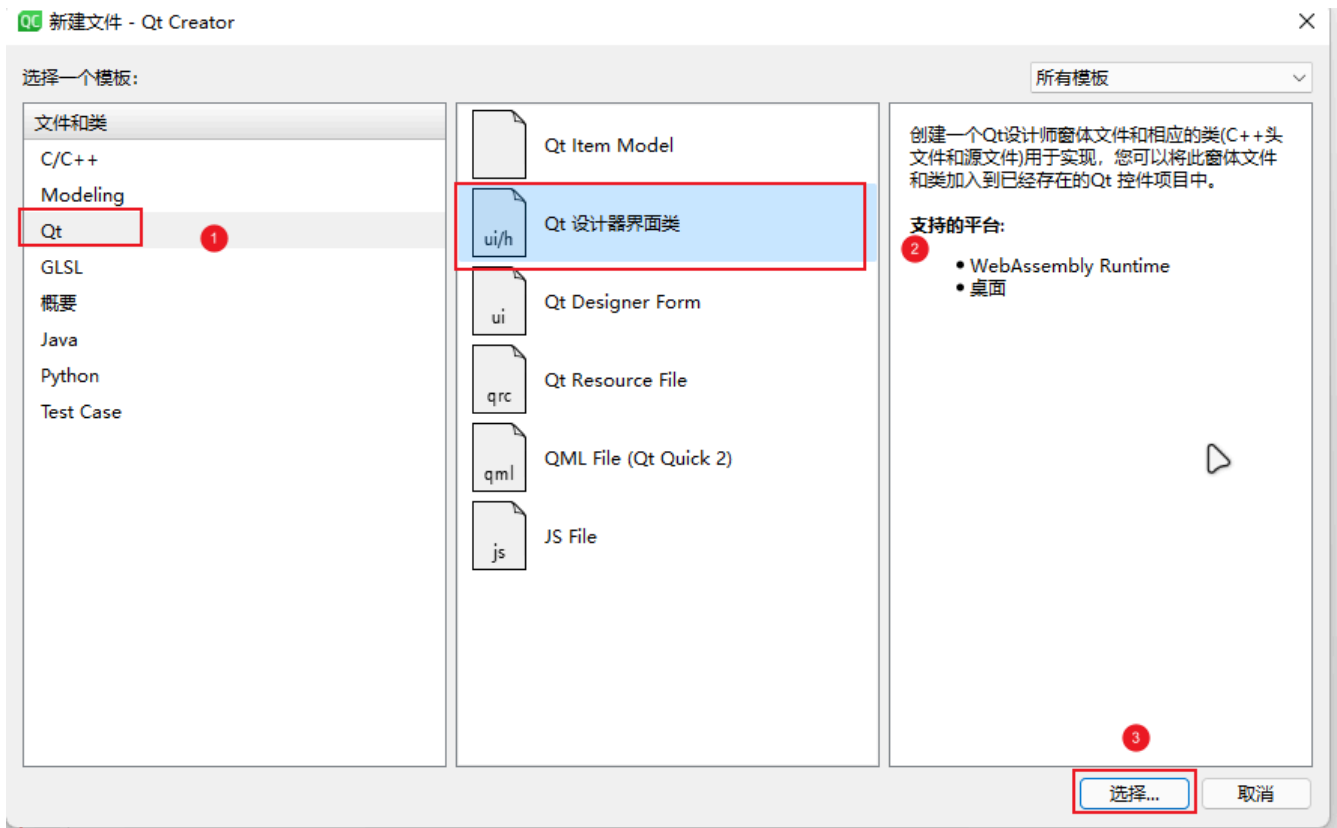 QC 新建文件 - Qt Creator
选择一个模板:
所有模板
文件和类
C/C++
Modeling
Qt
1
GLSL
概要
Java
Python
Test Case
Qt Item Model
ui/h
Qt 设计器界面类
ui
Qt Designer Form
qrc
Qt Resource File
qml
QML File (Qt Quick 2)
js
JS File
创建一个Qt设计师窗体文件和相应的类(C++头
文件和源文件)用于实现，您可以将此窗体文件
和类加入到已经存在的Qt 控件项目中。
支持的平台:
2
• WebAssembly Runtime
• 桌面
3
选择...
取消